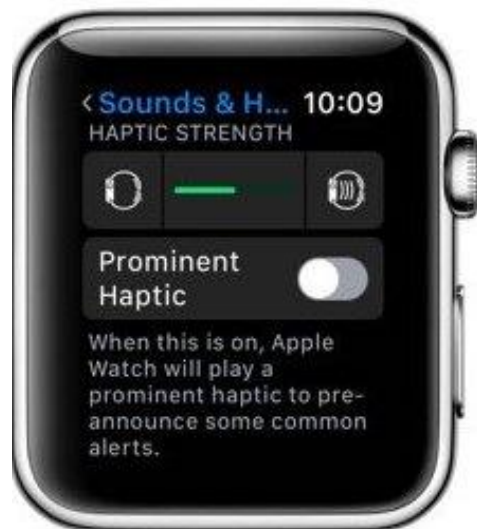 <Sounds & H... 10:09
HAPTIC STRENGTH
Prominent
Haptic
When this is on, Apple
Watch will play a
prominent haptic to pre-
announce some common
alerts.